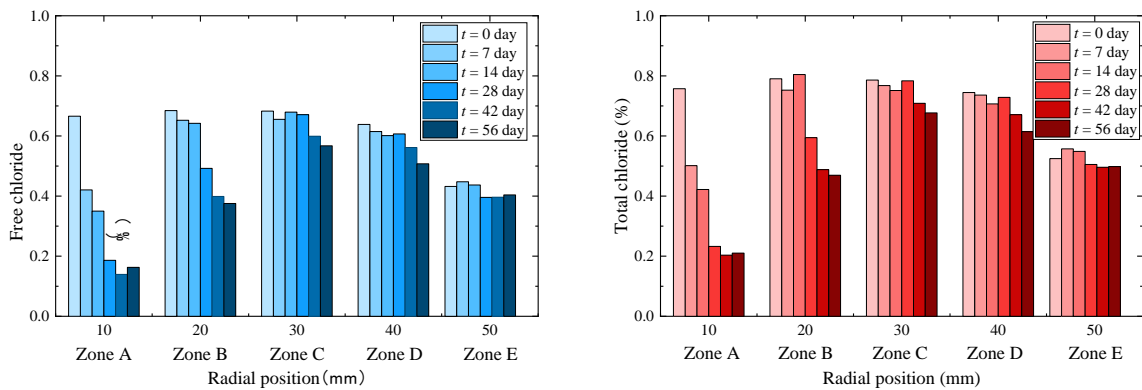 1.0
0.8
0.6
0.4
0.2
0.0
Free chloride
(%)
t = 0 day
t = 7 day
t = 14 day
t = 28 day
t = 42 day
t = 56 day
10 20 30 40 50
Zone A Zone B Zone C Zone D Zone E
Radial position(mm)
1.0
0.8
0.6
0.4
0.2
0.0
Total chloride (%)
t = 0 day
t = 7 day
t = 14 day
t = 28 day
t = 42 day
t = 56 day
10 20 30 40 50
Zone A Zone B Zone C Zone D Zone E
Radial position (mm)